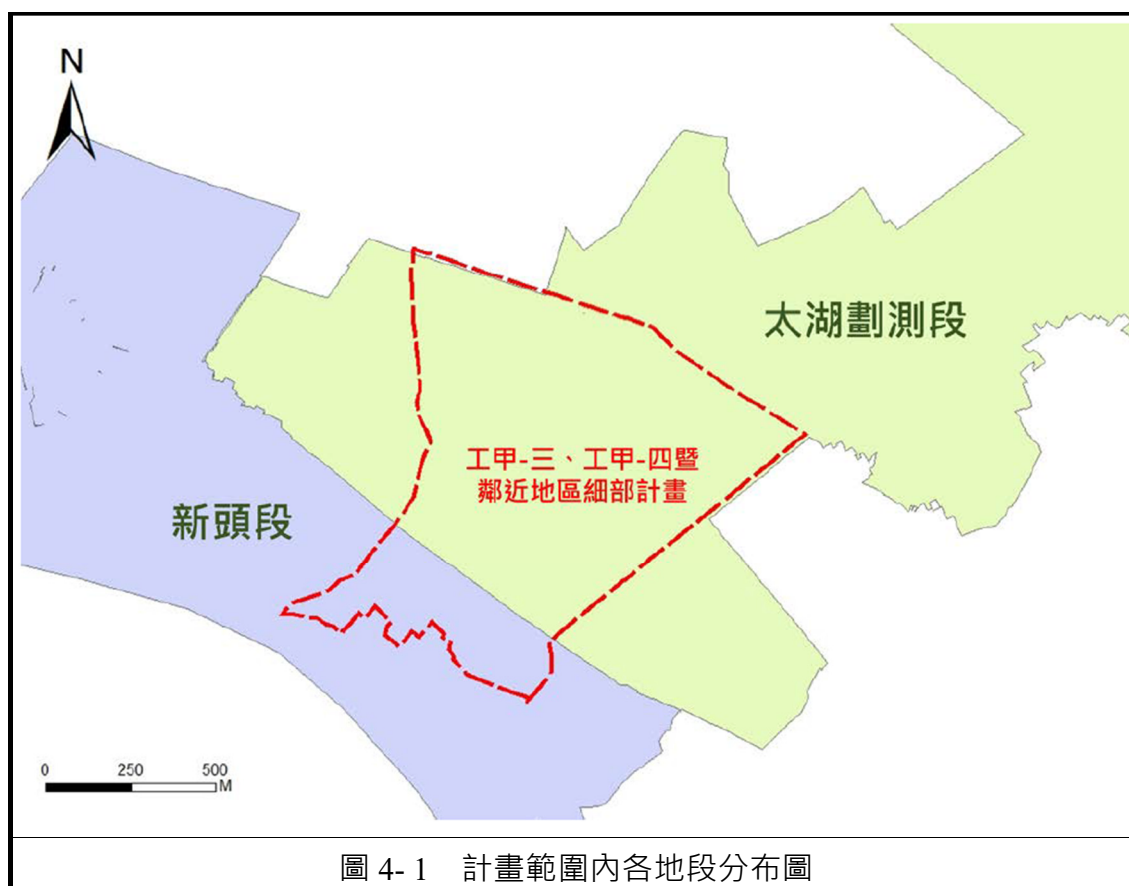 N
太湖劃測段
工甲-三、工甲-四暨
鄰近地區細部計畫
新頭段
0 250 500
M
圖 4- 1 計畫範圍內各地段分布圖